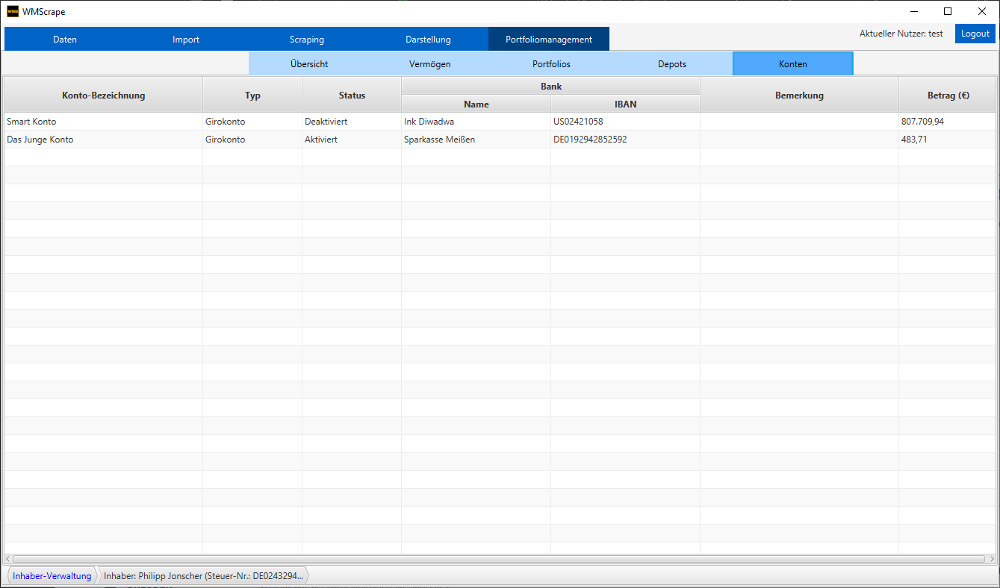 WMS WMScrape
Daten Import Scraping Darstellung Portfoliomanagement Aktueller Nutzer: test Logout
Übersicht Vermögen Portfolios Depots Konten
Konto-Bezeichnung Typ Status Bank Bemerkung Betrag (€)
Name IBAN
Smart Konto Girokonto Deaktiviert Ink Diwadwa US02421058 807.709,94
Das Junge Konto Girokonto Aktiviert Sparkasse Meißen DE0192942852592 483,71
Inhaber-Verwaltung Inhaber: Philipp Jonscher (Steuer-Nr.: DE0243294...